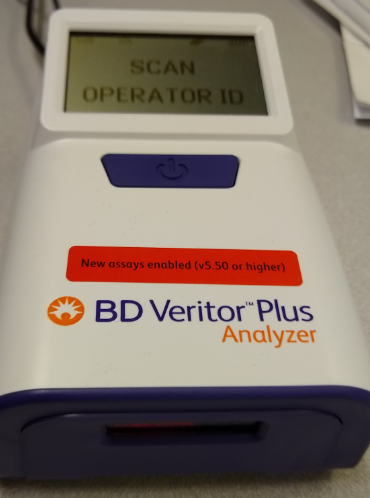 SCAN
OPERATOR ID
New assays enabled (v5.50 or higher)
BD Veritor™ Plus
Analyzer